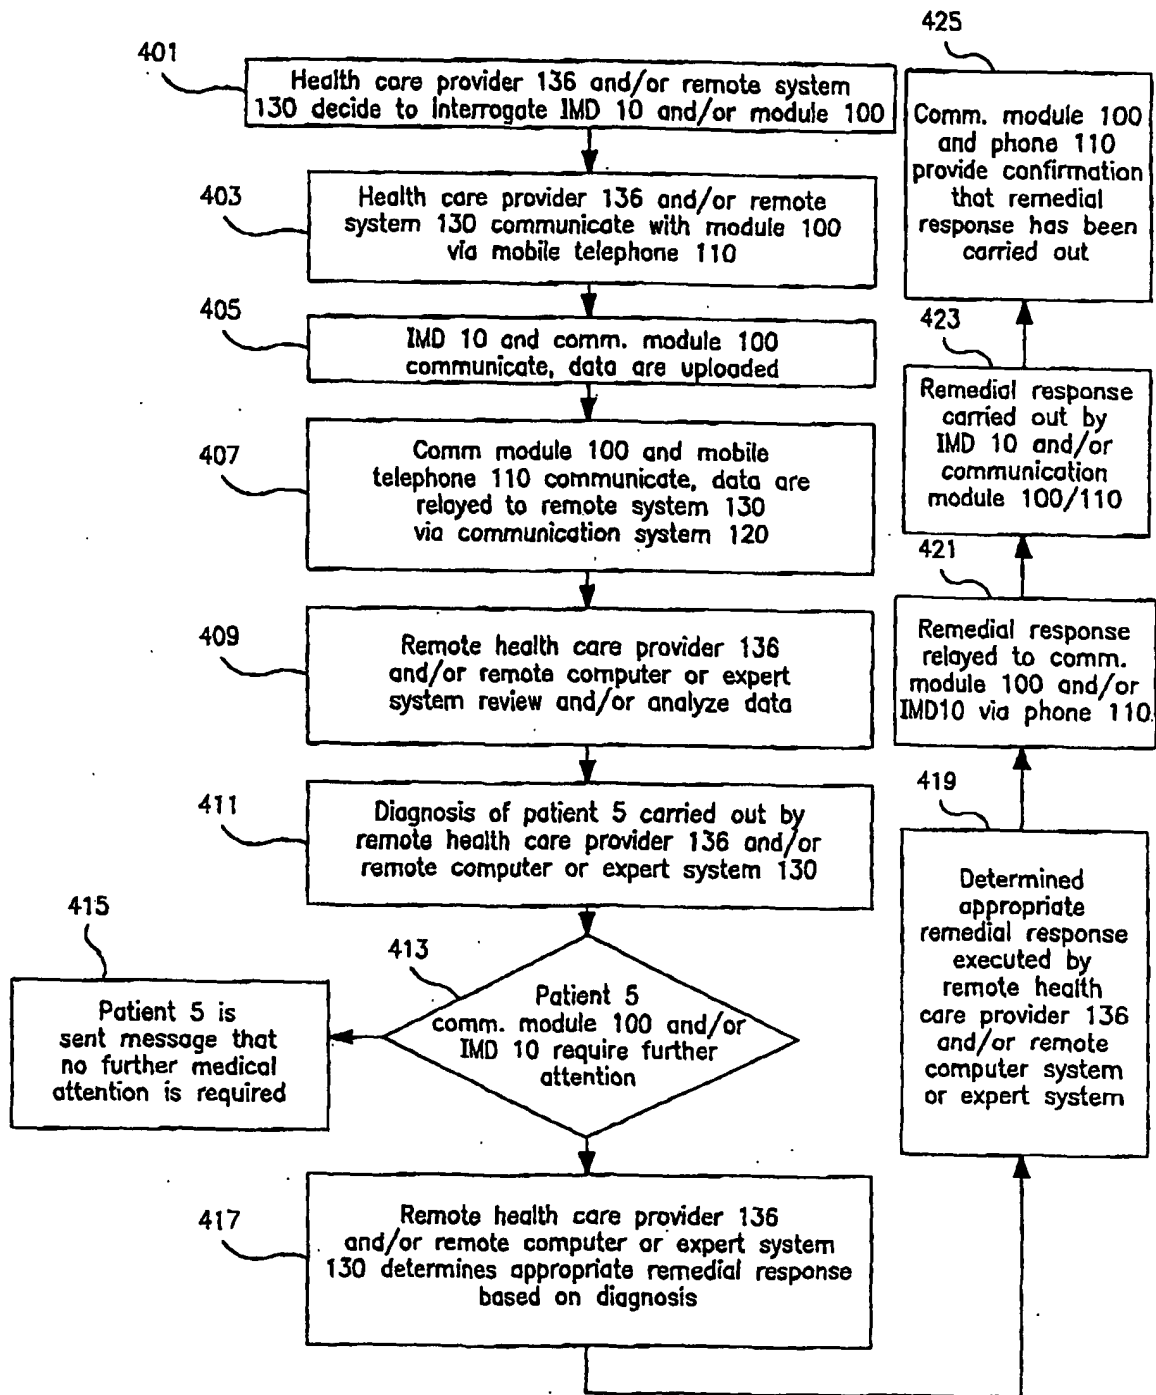 401
Health care provider 136 and/or remote system
130 decide to interrogate IMD 10 and/or module 100
403
Health care provider 136 and/or remote
system 130 communicate with module 100
via mobile telephone 110
405
IMD 10 and comm. module 100
communicate, data are uploaded
407
Comm module 100 and mobile
telephone 110 communicate, data are
relayed to remote system 130
via communication system 120
409
Remote health care provider 136
and/or remote computer or expert
system review and/or analyze data
411
Diagnosis of patient 5 carried out by
remote health care provider 136 and/or
remote computer or expert system 130
413
Patient 5
comm. module 100 and/or
IMD 10 require further
attention
415
Patient 5 is
sent message that
no further medical
attention is required
417
Remote health care provider 136
and/or remote computer or expert system
130 determines appropriate remedial response
based on diagnosis
419
Determined
appropriate
remedial response
executed by
remote health
care provider 136
and/or remote
computer system
or expert system
421
Remedial response
relayed to comm.
module 100 and/or
IMD10 via phone 110.
423
Remedial response
carried out by
IMD 10 and/or
communication
module 100/110
425
Comm. module 100
and phone 110
provide confirmation
that remedial
response has been
carried out